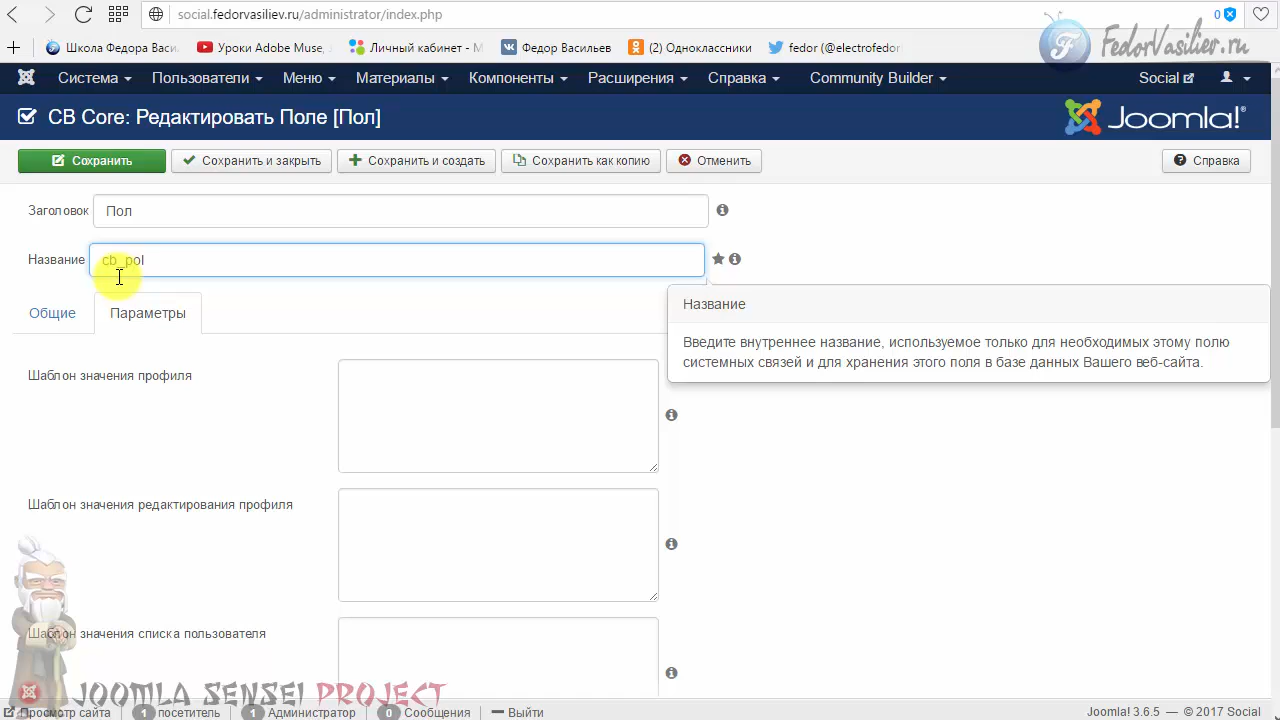 social.fedorvasiliev.ru/administrator/index.php
0
Школа Федора Васи.
Уроки Adobe Muse,
Личный кабинет - М
Федор Васильев
(2) Одноклассники
fedor (@electrofedor
FedorVasiliev.ru
Система
Пользователи
Меню
Материалы
Компоненты
Расширения
Справка
Community Builder
Social
CB Core: Редактировать Поле [Пол]
Joomla!®
Сохранить
Сохранить и закрыть
Сохранить и создать
Сохранить как копию
Отменить
Справка
Заголовок
Пол
Название
cb_pol
Название
Введите внутреннее название, используемое только для необходимых этому полю
системных связей и для хранения этого поля в базе данных Вашего веб-сайта.
Общие
Параметры
Шаблон значения профиля
Шаблон значения редактирования профиля
Шаблон значения списка пользователя
JOOMLA SENSEI PROJECT
Просмотр сайта
1 посетитель
1 Администратор
0 Сообщения
Выйти
Joomla! 3.6.5 — © 2017 Social